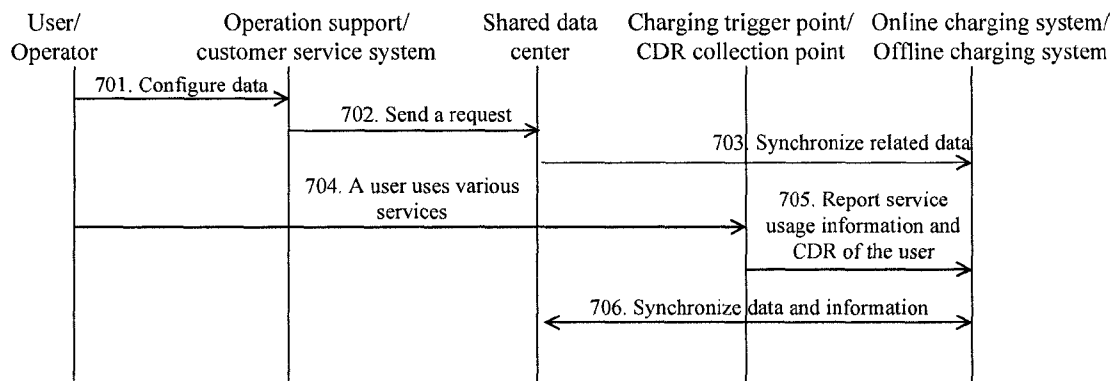 User/
Operator
Operation support/
customer service system
Shared data
center
Charging trigger point/
CDR collection point
Online charging system/
Offline charging system
701. Configure data
702. Send a request
703. Synchronize related data
704. A user uses various
services
705. Report service
usage information and
CDR of the user
706. Synchronize data and information